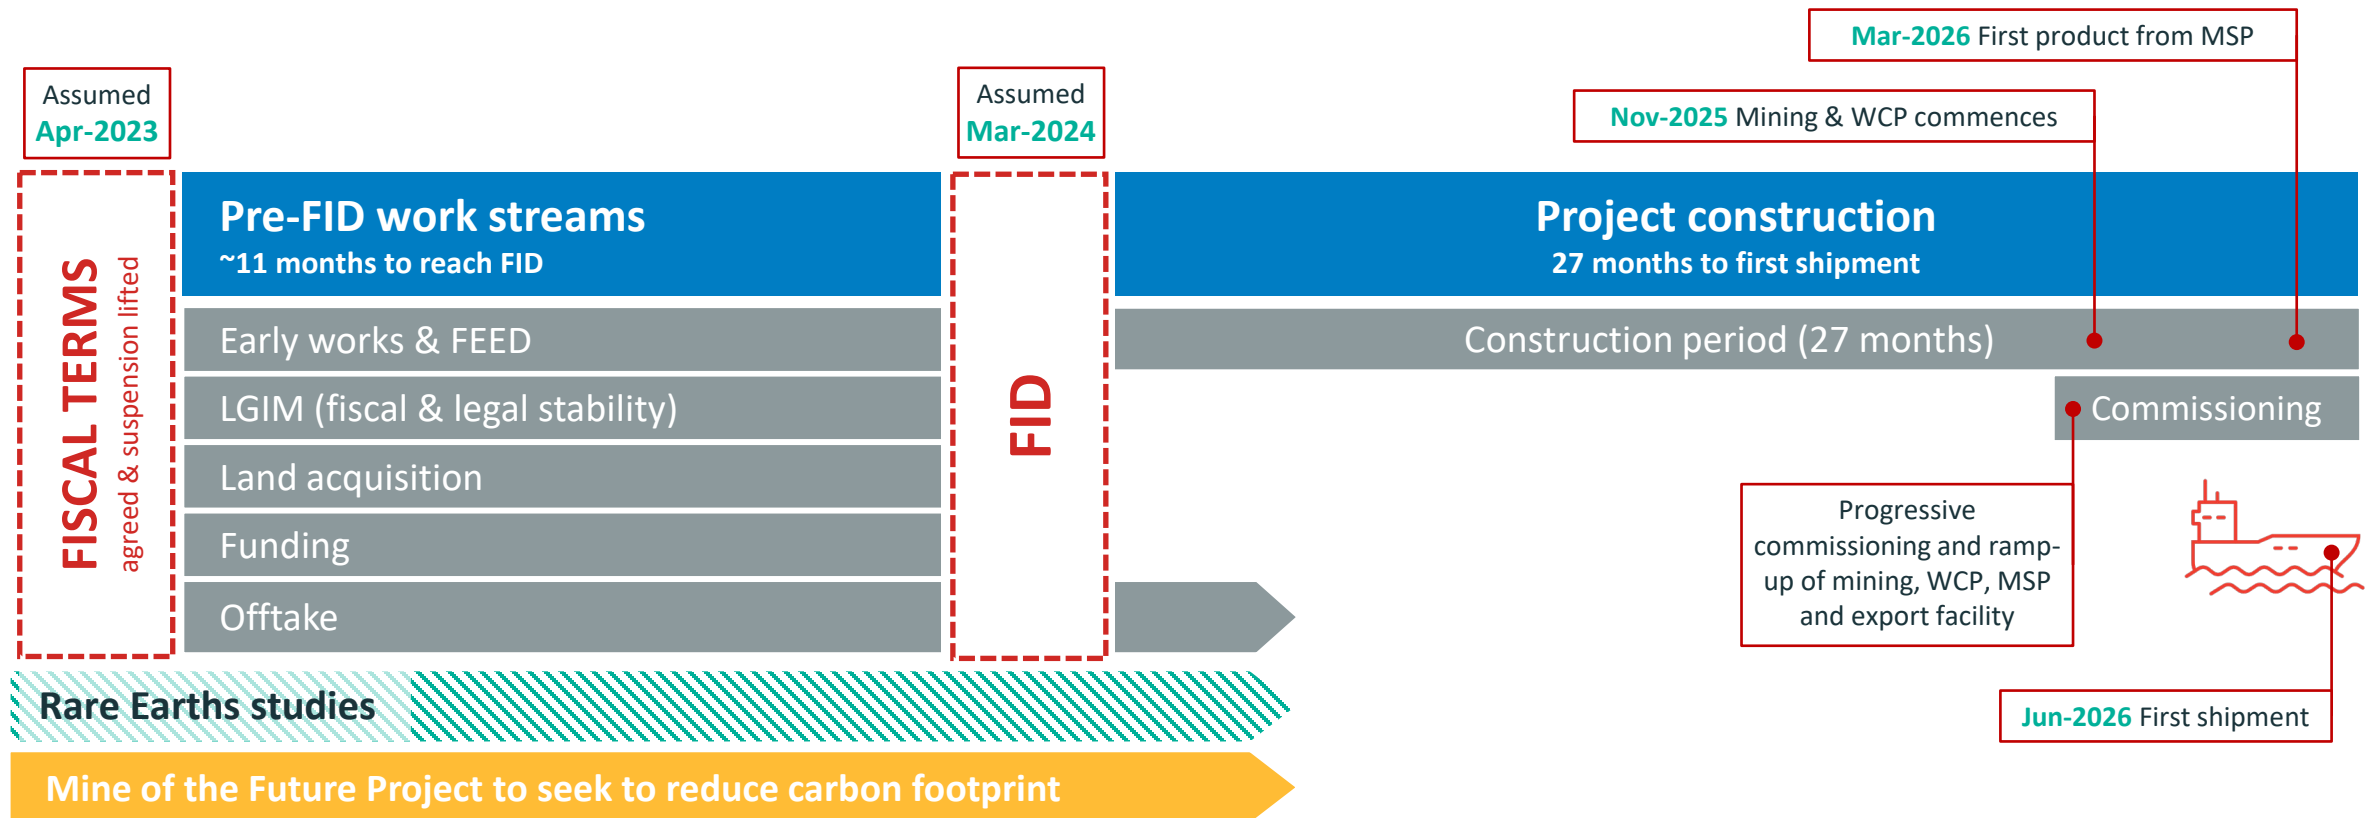 Mar-2026 First product from MSP
Assumed
Apr-2023
Assumed
Mar-2024
Nov-2025 Mining & WCP commences
FISCAL TERMS
agreed & suspension lifted
Pre-FID work streams
~11 months to reach FID
FID
Project construction
27 months to first shipment
Early works & FEED
Construction period (27 months)
LGIM (fiscal & legal stability)
Commissioning
Land acquisition
Funding
Offtake
Progressive
commissioning and ramp-
up of mining, WCP, MSP
and export facility
Rare Earths studies
Jun-2026 First shipment
Mine of the Future Project to seek to reduce carbon footprint